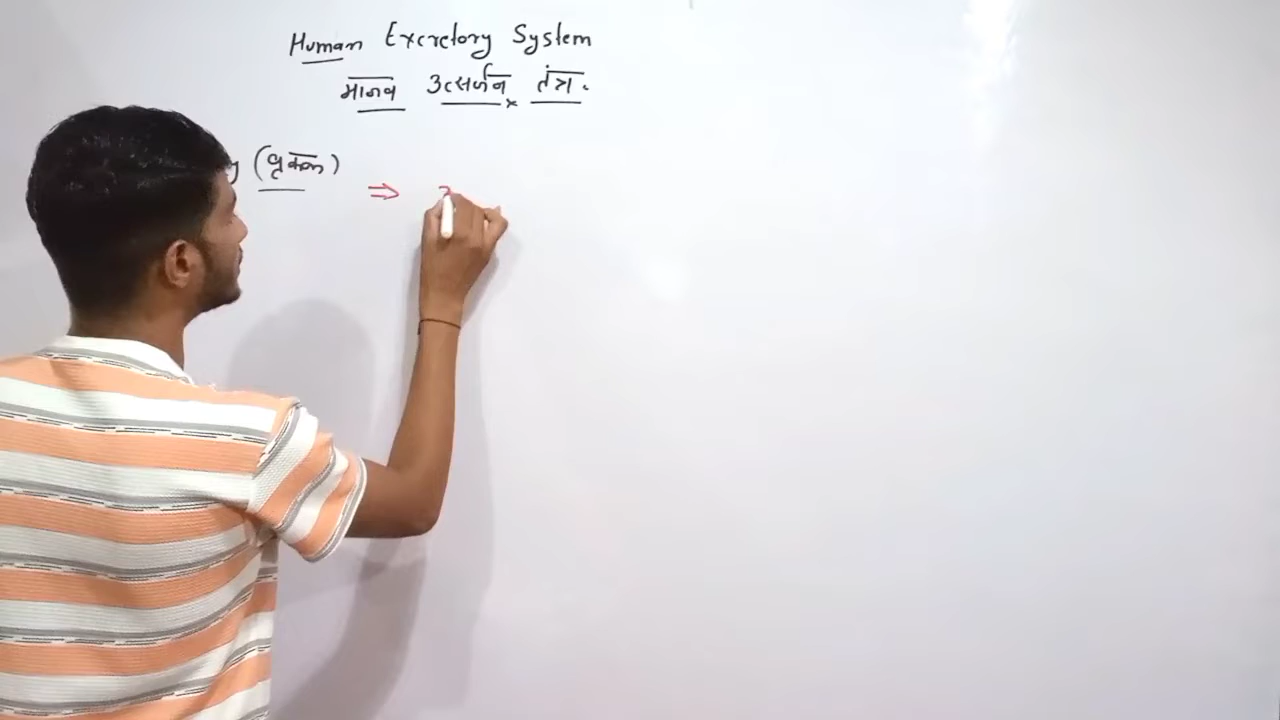 Human Excretory System
मानव उत्सर्जन तंत्र.
(वृक्क)
⇒